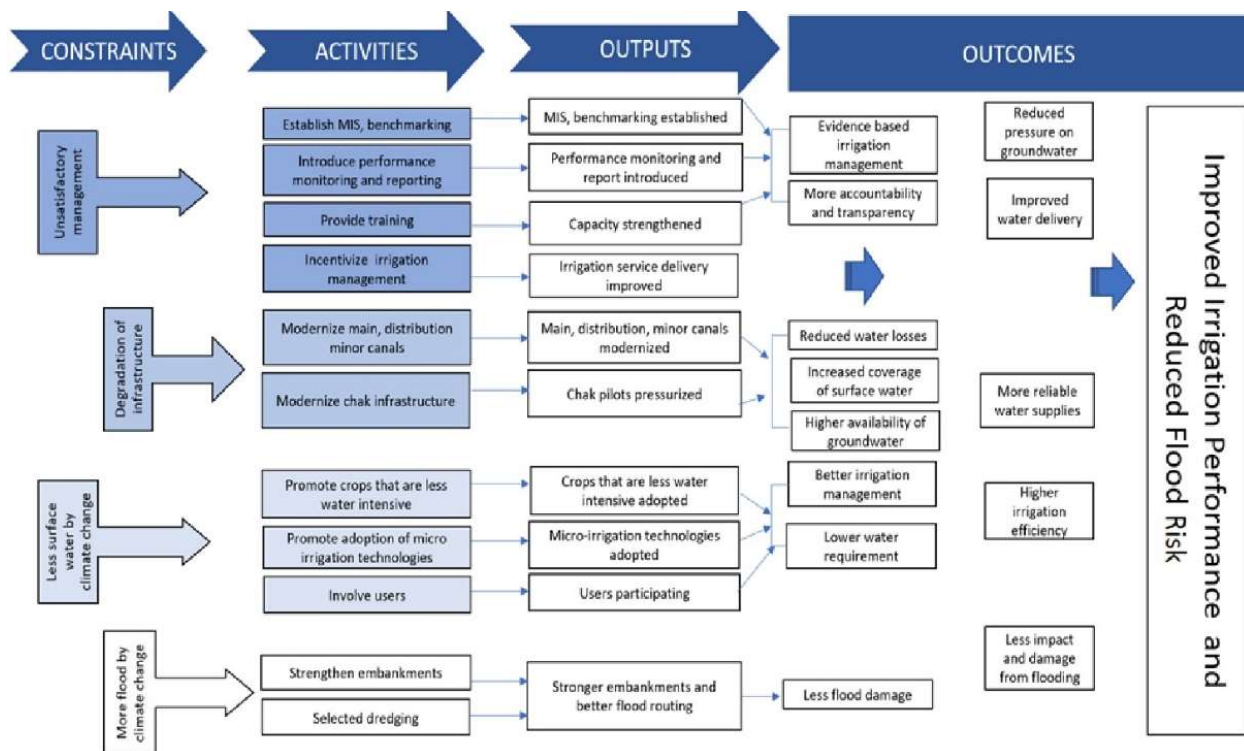 CONSTRAINTS
ACTIVITIES
OUTPUTS
OUTCOMES
Unsatisfactory
management
Establish MIS, benchmarking
Introduce performance
monitoring and reporting
Provide training
Incentivize irrigation
management
MIS, benchmarking established
Performance monitoring and
report introduced
Capacity strengthened
Irrigation service delivery
improved
Evidence based
irrigation
management
More accountability
and transparency
Reduced
pressure on
groundwater
Improved
water delivery
Degradation of
infrastructure
Modernize main, distribution
minor canals
Modernize chak infrastructure
Main, distribution, minor canals
modernized
Chak pilots pressurized
Reduced water losses
Increased coverage
of surface water
Higher availability of
groundwater
More reliable
water supplies
Less surface
water by
climate change
Promote crops that are less
water intensive
Promote adoption of micro
irrigation technologies
Involve users
Crops that are less water
intensive adopted
Micro-irrigation technologies
adopted
Users participating
Better irrigation
management
Lower water
requirement
Higher
irrigation
efficiency
More flood by
climate change
Strengthen embankments
Selected dredging
Stronger embankments and
better flood routing
Less flood damage
Less impact
and damage
from flooding
Improved Irrigation Performance and
Reduced Flood Risk